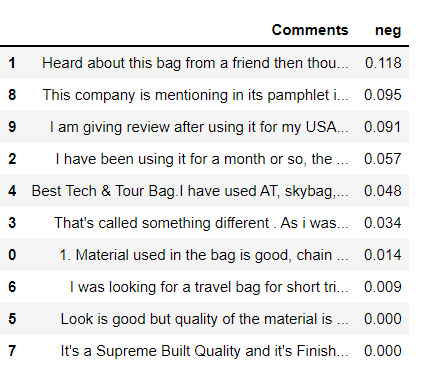 Comments neg
1 Heard about this bag from a friend then thou... 0.118
8 This company is mentioning in its pamphlet i... 0.095
9 I am giving review after using it for my USA... 0.091
2 I have been using it for a month or so, the ... 0.057
4 Best Tech & Tour Bag.I have used AT, skybag,... 0.048
3 That's called something different . As i was... 0.034
0 1. Material used in the bag is good, chain ... 0.014
6 I was looking for a travel bag for short tri... 0.009
5 Look is good but quality of the material is ... 0.000
7 It's a Supreme Built Quality and it's Finish... 0.000